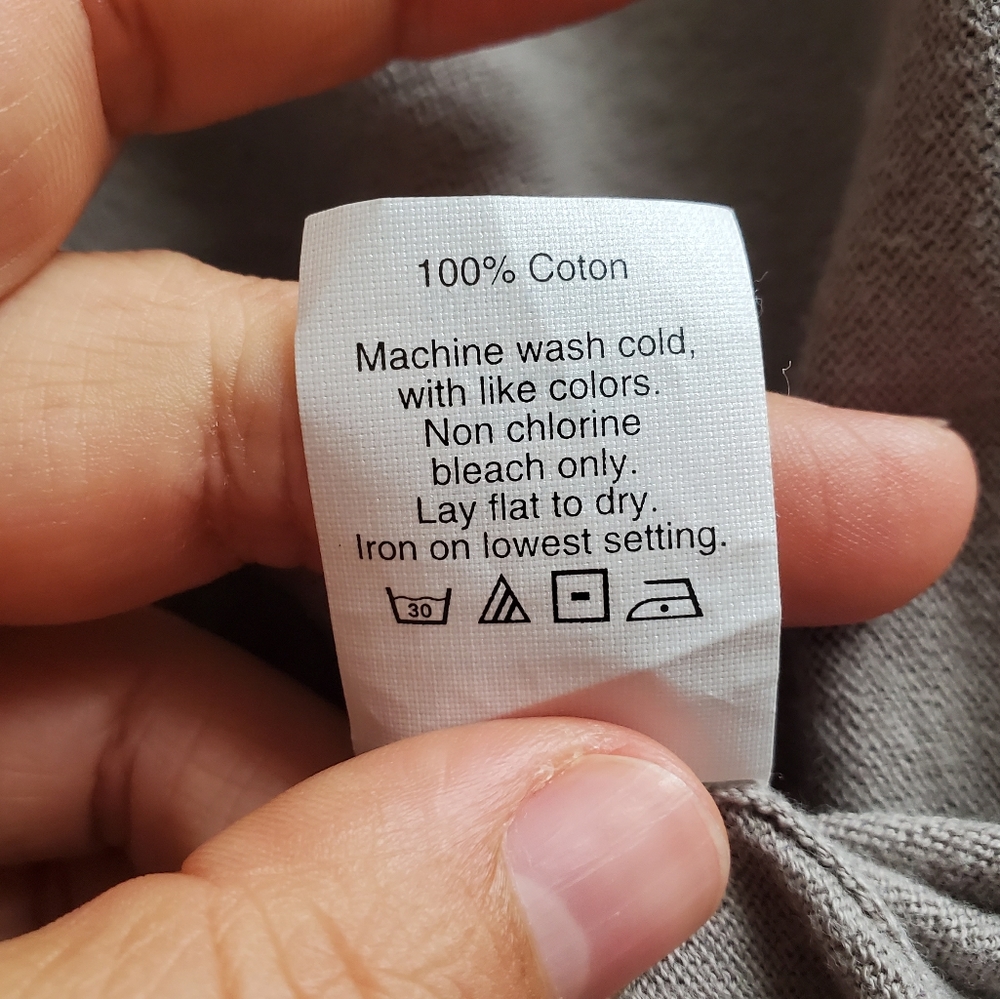 100% Coton
Machine wash cold,
with like colors.
Non chlorine
bleach only.
Lay flat to dry.
Iron on lowest setting.
30